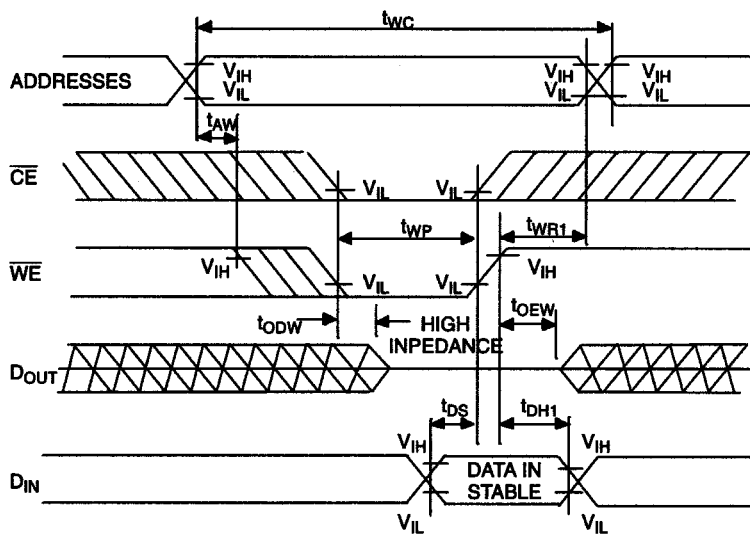 tWC
ADDRESSES
VIH
VIL
VIH
VIL
VIH
VIL
tAW
CE
VIL
VIL
tWP
tWR1
WE
VIH
VIL
VIL
VIH
tODW
HIGH
INPEDANCE
tOEW
DOUT
tDS
tDH1
VIH
VIH
DIN
DATA IN
STABLE
VIL
VIL